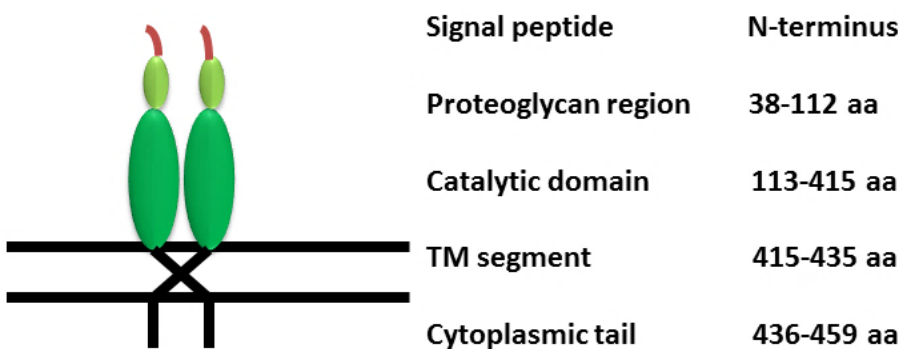 Signal peptide N-terminus
Proteoglycan region 38-112 aa
Catalytic domain 113-415 aa
TM segment 415-435 aa
Cytoplasmic tail 436-459 aa